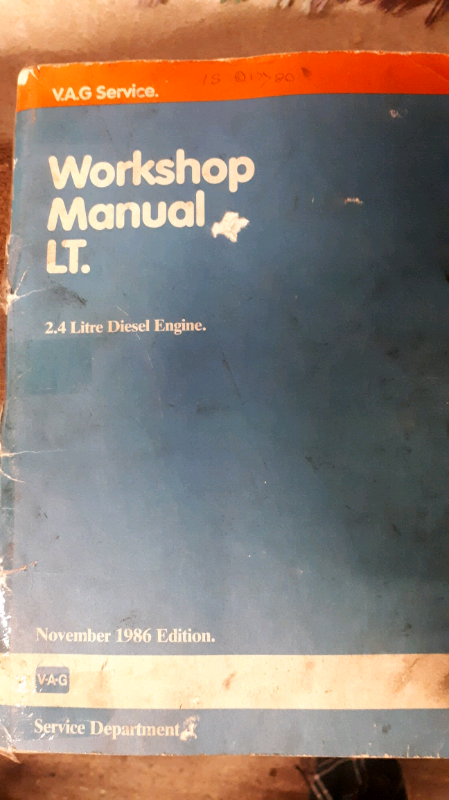 V.A.G Service.
Workshop
Manual
LT.
2.4 Litre Diesel Engine.
November 1986 Edition.
V·A·G
Service Department